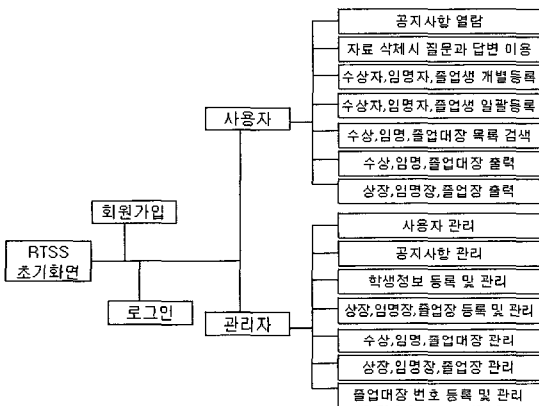 공지사항 열람
자료 삭제시 질문과 답변 이용
수상자,임명자,졸업생 개별등록
수상자,임명자,졸업생 일괄등록
수상,임명,졸업대장 목록 검색
수상,임명,졸업대장 출력
상장,임명장,졸업장 출력
사용자
회원가입
RTSS
초기화면
로그인
관리자
사용자 관리
공지사항 관리
학생정보 등록 및 관리
상장,임명장,졸업장 등록 및 관리
수상,임명,졸업대장 관리
상장,임명장,졸업장 관리
졸업대장 번호 등록 및 관리